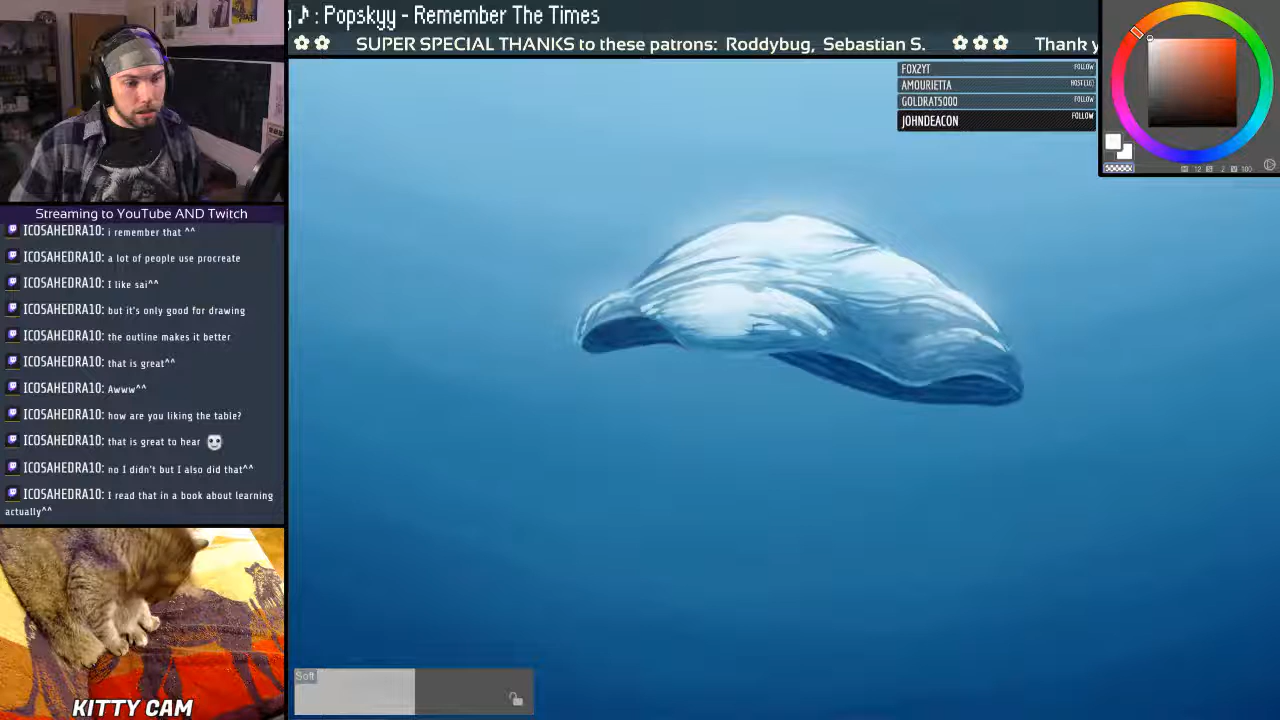 ♪ : Popskyy - Remember The Times
✿ ✿ SUPER SPECIAL THANKS to these patrons: Roddybug, Sebastian S. ✿ ✿ ✿ Thank
FOXZYT FOLLOW
AMOURIETTA HOST(16)
GOLDRAT5000 FOLLOW
JOHNDEACON FOLLOW
Streaming to YouTube AND Twitch
ICOSAHEDRA10: i remember that ^^
ICOSAHEDRA10: a lot of people use procreate
ICOSAHEDRA10: I like sai^^
ICOSAHEDRA10: but it's only good for drawing
ICOSAHEDRA10: the outline makes it better
ICOSAHEDRA10: that is great^^
ICOSAHEDRA10: Awww^^
ICOSAHEDRA10: how are you liking the table?
ICOSAHEDRA10: that is great to hear
ICOSAHEDRA10: no I didn't but I also did that^^
ICOSAHEDRA10: I read that in a book about learning
actually^^
Soft
KITTY CAM